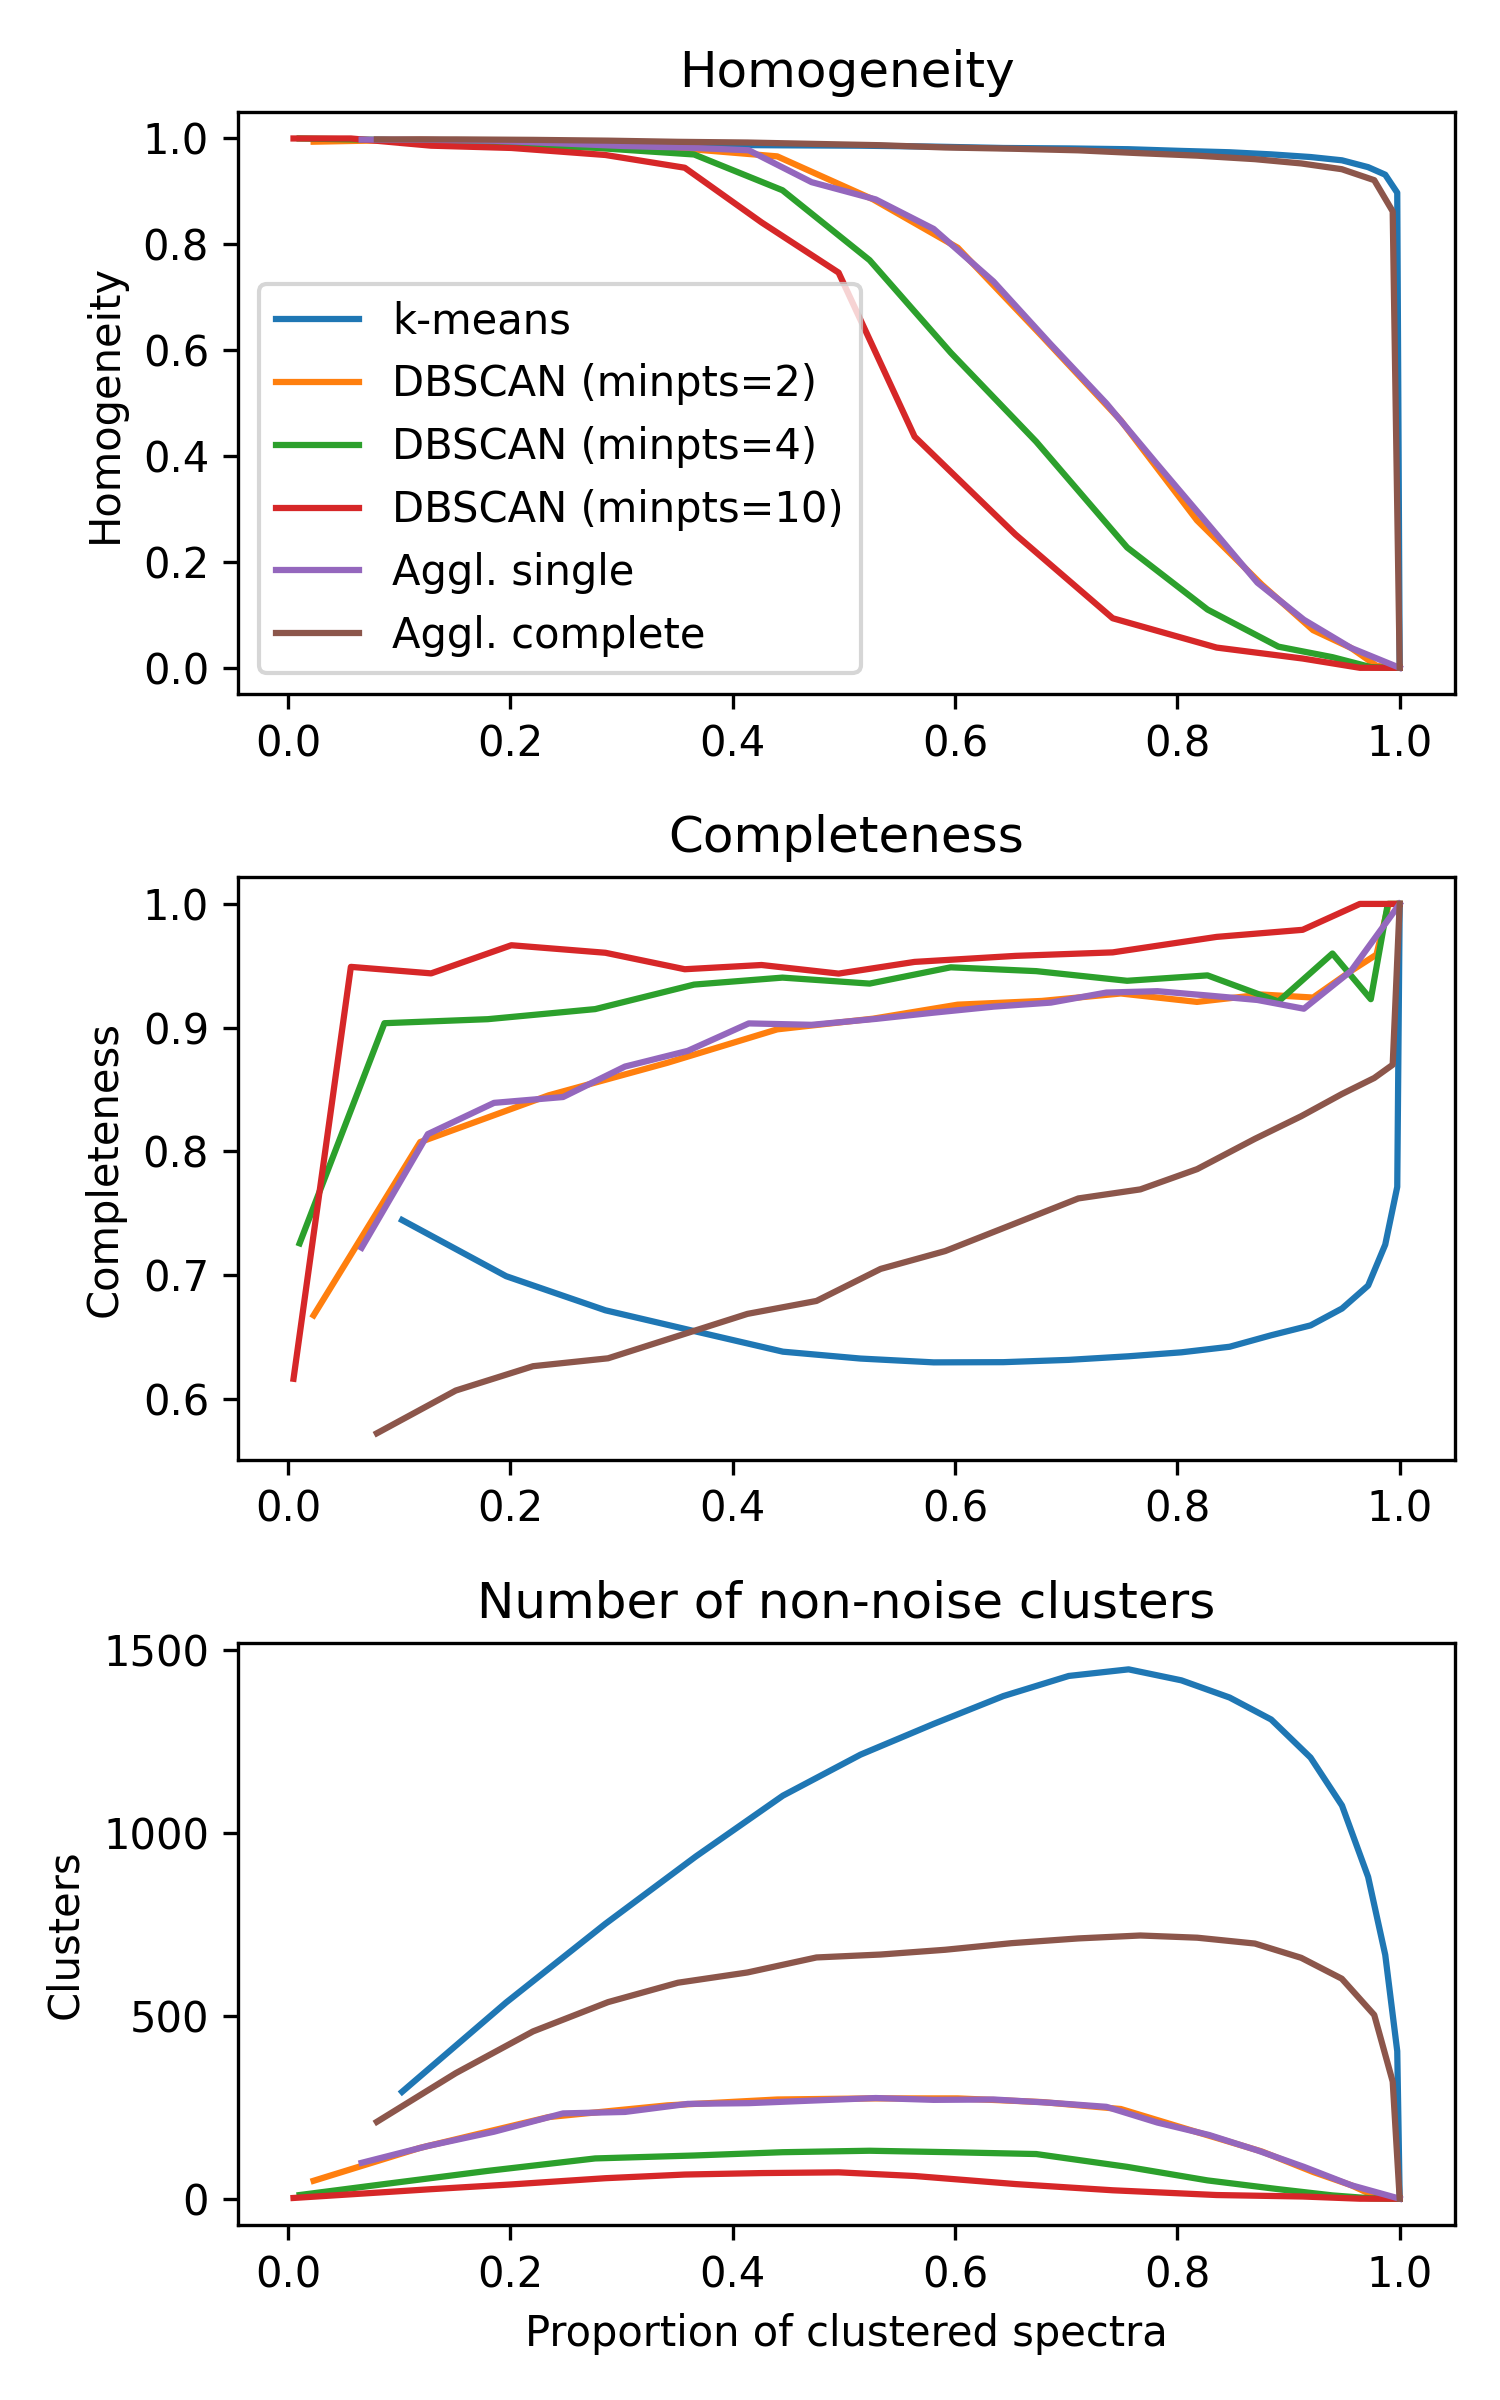 Homogeneity
Homogeneity
1.0
0.8
0.6
0.4
0.2
0.0
k-means
DBSCAN (minpts=2)
DBSCAN (minpts=4)
DBSCAN (minpts=10)
Aggl. single
Aggl. complete
0.0 0.2 0.4 0.6 0.8 1.0
Completeness
Completeness
1.0
0.9
0.8
0.7
0.6
0.0 0.2 0.4 0.6 0.8 1.0
Number of non-noise clusters
Clusters
1500
1000
500
0
0.0 0.2 0.4 0.6 0.8 1.0
Proportion of clustered spectra